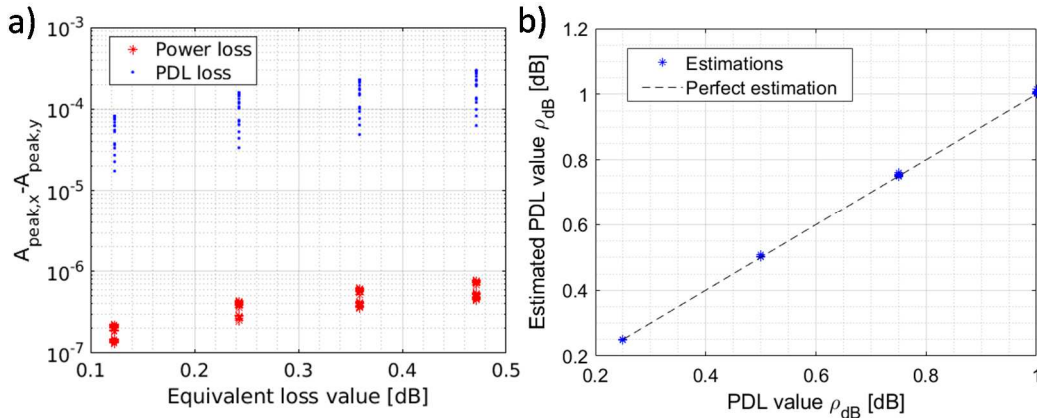 a)
10^-3
10^-4
10^-5
10^-6
10^-7
A_peak,x-A_peak,y
Power loss
PDL loss
0.1 0.2 0.3 0.4 0.5
Equivalent loss value [dB]
b)
1.2
1
0.8
0.6
0.4
0.2
Estimated PDL value ρ_dB [dB]
Estimations
Perfect estimation
0.2 0.4 0.6 0.8 1
PDL value ρ_dB [dB]